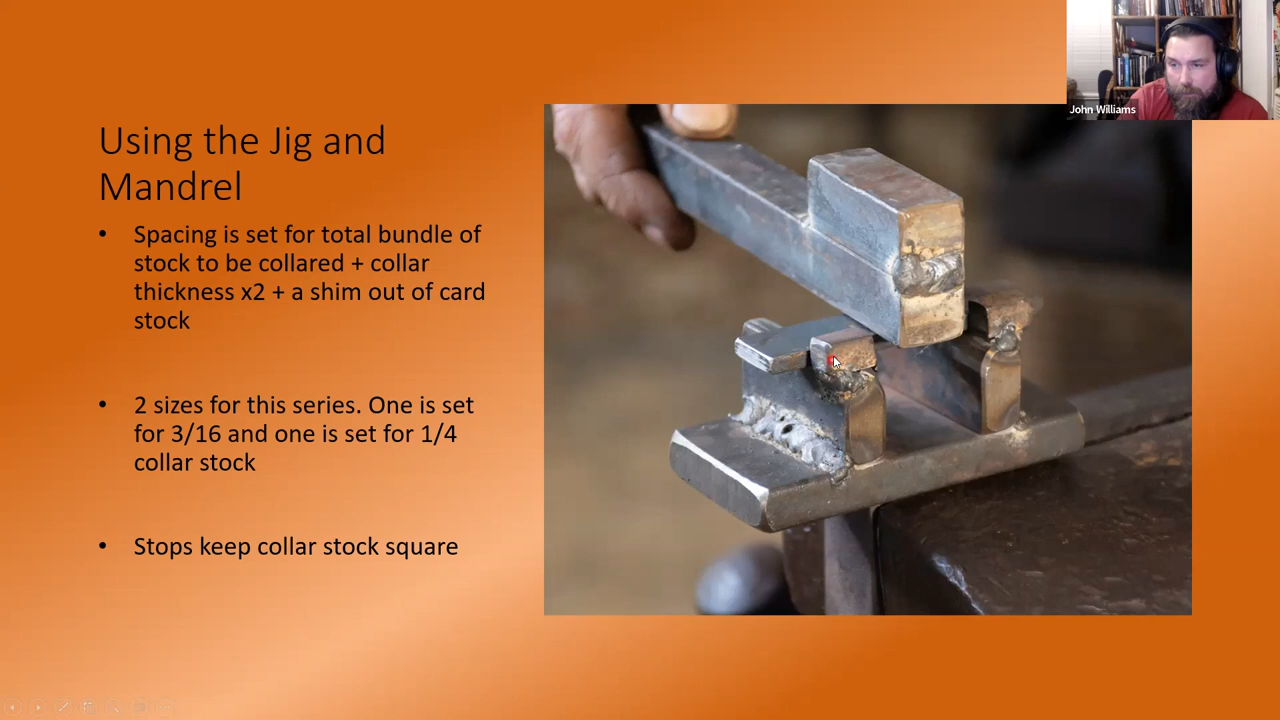 John Williams
Using the Jig and
Mandrel
• Spacing is set for total bundle of
stock to be collared + collar
thickness x2 + a shim out of card
stock
• 2 sizes for this series. One is set
for 3/16 and one is set for 1/4
collar stock
• Stops keep collar stock square